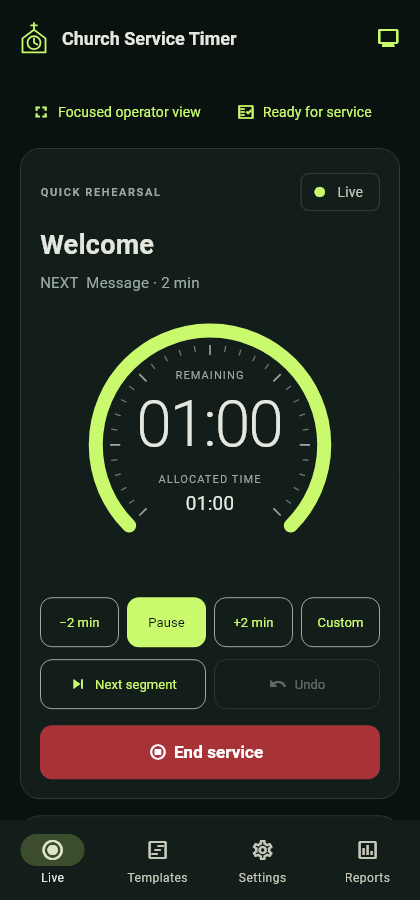 Church Service Timer
Focused operator view
Ready for service
QUICK REHEARSAL
Live
Welcome
NEXT Message · 2 min
REMAINING
01:00
ALLOCATED TIME
01:00
−2 min
Pause
+2 min
Custom
Next segment
Undo
End service
Live
Templates
Settings
Reports